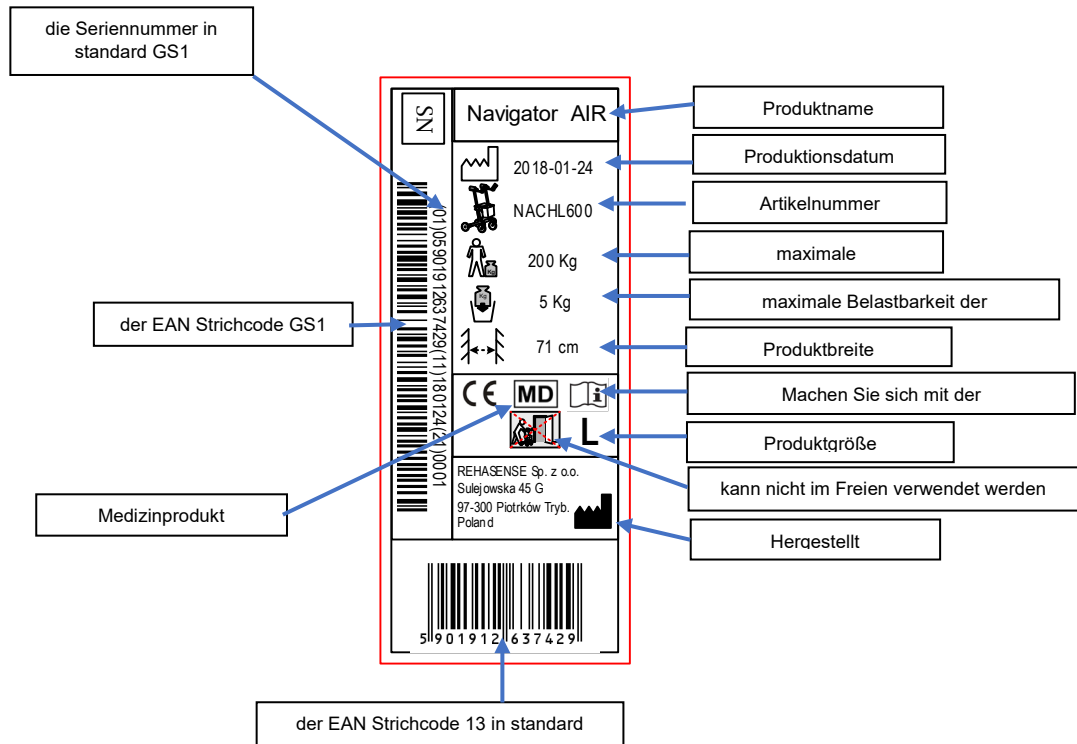 die Seriennummer in
standard GS1
SN
Navigator AIR
Produktname
2018-01-24
Produktionsdatum
NACHL600
Artikelnummer
200 Kg
maximale
Kg
5 Kg
maximale Belastbarkeit der
71 cm
Produktbreite
(01)05901912637429(11)180124(21)0001
der EAN Strichcode GS1
CE MD i
Machen Sie sich mit der
L
Produktgröße
kann nicht im Freien verwendet werden
REHASENSE Sp. z o.o.
Sulejowska 45 G
97-300 Piotrków Tryb.
Poland
Medizinprodukt
Hergestellt
5 901912 637429
der EAN Strichcode 13 in standard